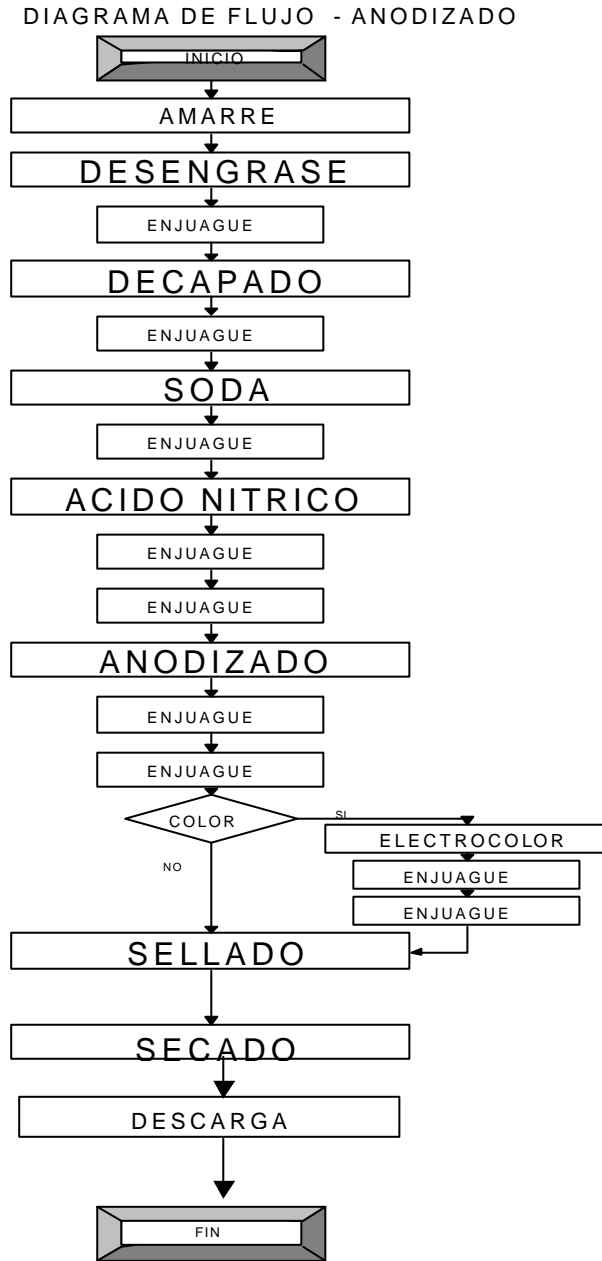 DIAGRAMA DE FLUJO - ANODIZADO
INICIO
AMARRE
DESENGRASE
ENJUAGUE
DECAPADO
ENJUAGUE
SODA
ENJUAGUE
ACIDO NITRICO
ENJUAGUE
ENJUAGUE
ANODIZADO
ENJUAGUE
ENJUAGUE
COLOR
SI
NO
ELECTROCOLOR
ENJUAGUE
ENJUAGUE
SELLADO
SECADO
DESCARGA
FIN